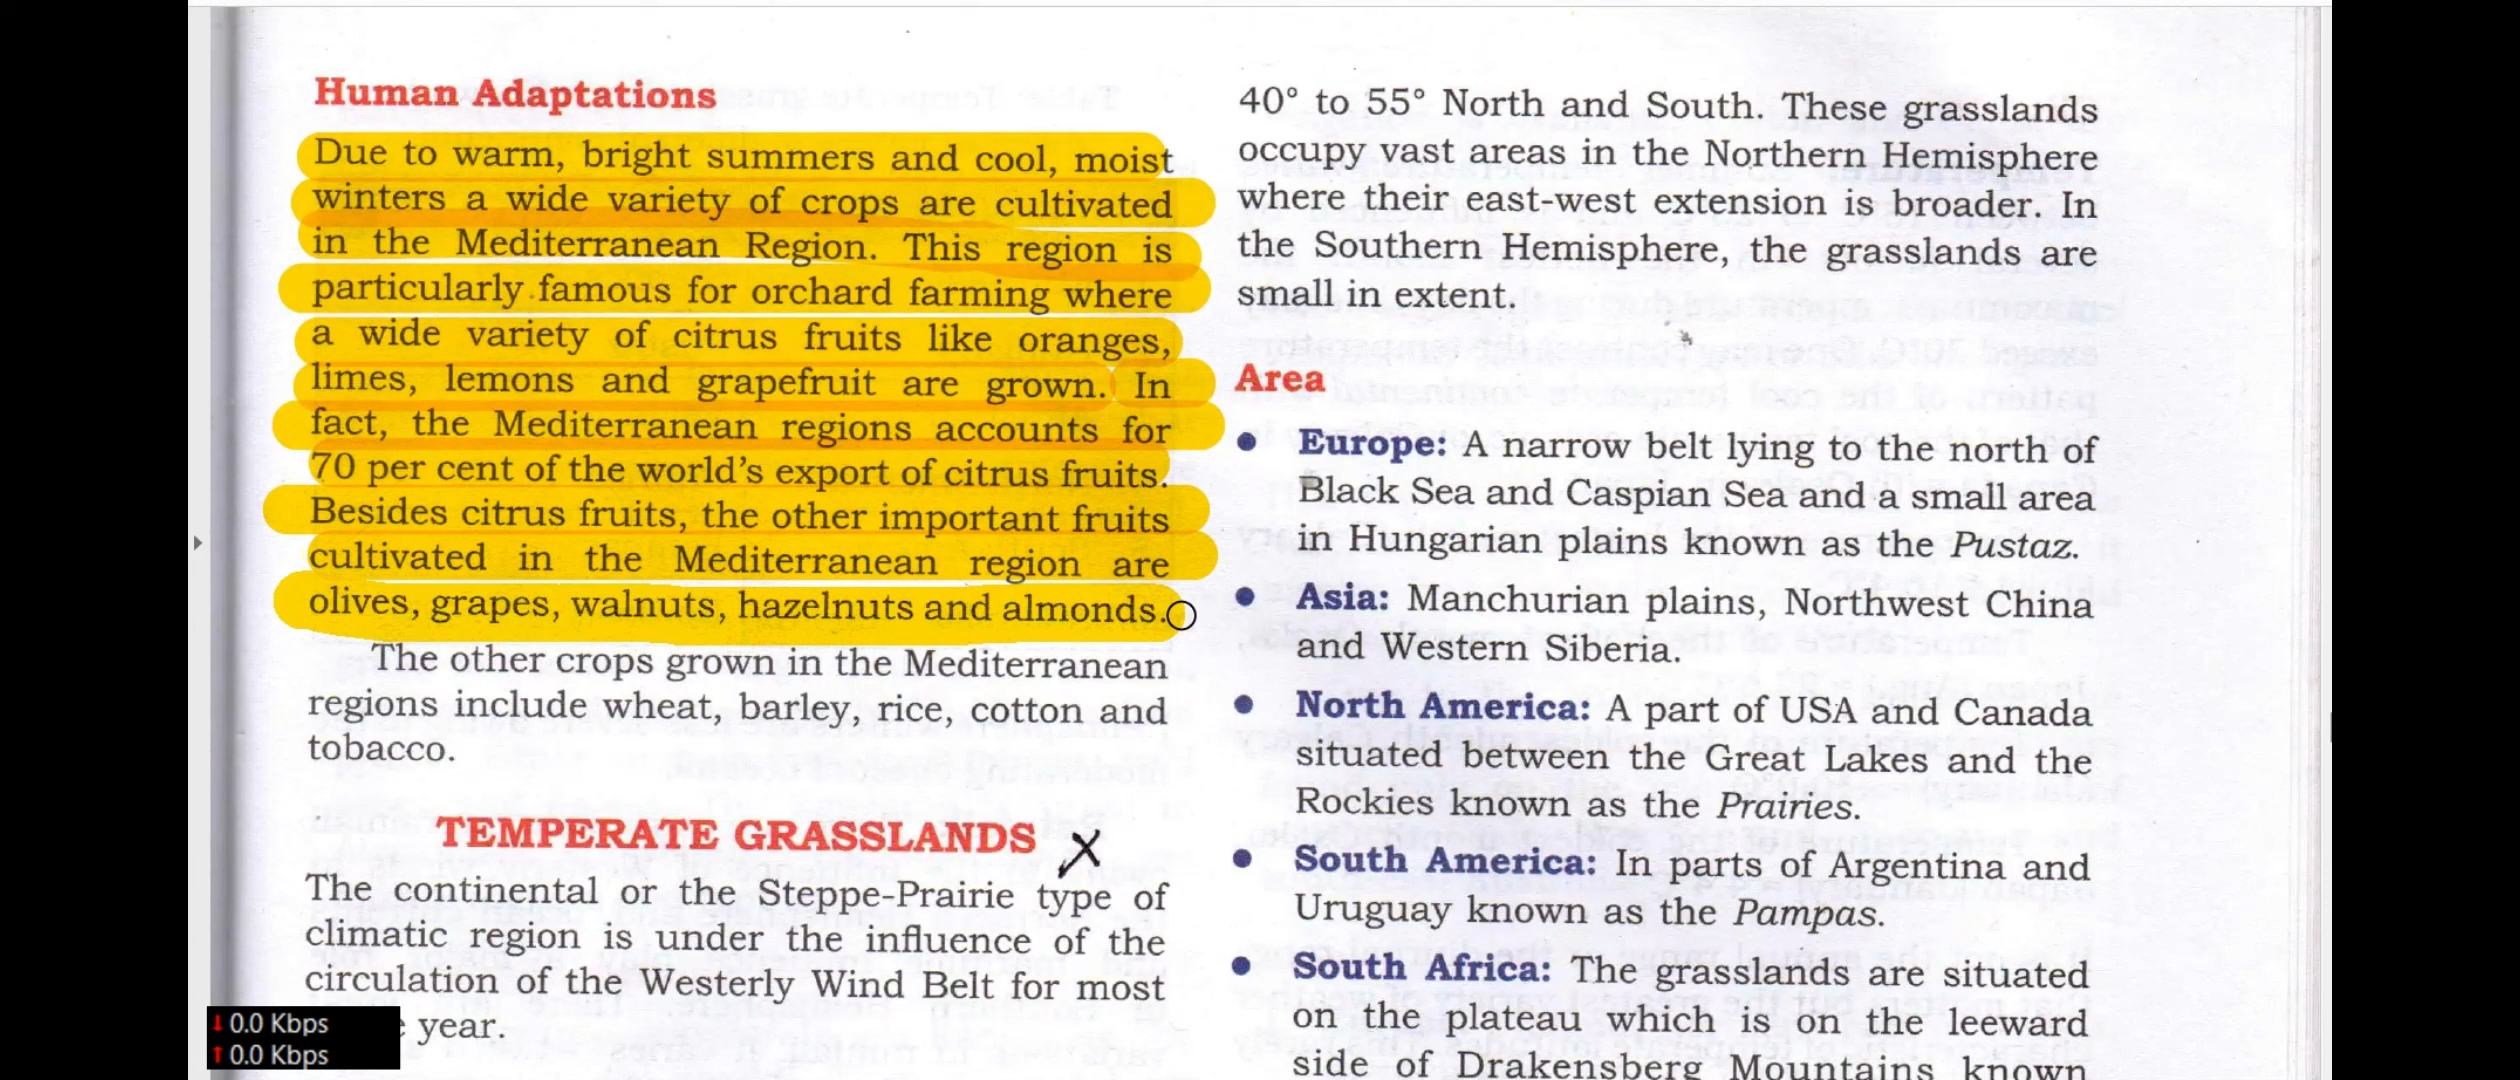 Human Adaptations
Due to warm, bright summers and cool, moist
winters a wide variety of crops are cultivated
in the Mediterranean Region. This region is
particularly famous for orchard farming where
a wide variety of citrus fruits like oranges,
limes, lemons and grapefruit are grown. In
fact, the Mediterranean regions accounts for
70 per cent of the world's export of citrus fruits.
Besides citrus fruits, the other important fruits
cultivated in the Mediterranean region are
olives, grapes, walnuts, hazelnuts and almonds.
The other crops grown in the Mediterranean
regions include wheat, barley, rice, cotton and
tobacco.
TEMPERATE GRASSLANDS X
The continental or the Steppe-Prairie type of
climatic region is under the influence of the
circulation of the Westerly Wind Belt for most
year.
40° to 55° North and South. These grasslands
occupy vast areas in the Northern Hemisphere
where their east-west extension is broader. In
the Southern Hemisphere, the grasslands are
small in extent.
Area
• Europe: A narrow belt lying to the north of
Black Sea and Caspian Sea and a small area
in Hungarian plains known as the Pustaz.
• Asia: Manchurian plains, Northwest China
and Western Siberia.
• North America: A part of USA and Canada
situated between the Great Lakes and the
Rockies known as the Prairies.
• South America: In parts of Argentina and
Uruguay known as the Pampas.
• South Africa: The grasslands are situated
on the plateau which is on the leeward
side of Drakensberg Mountains known
0.0 Kbps
0.0 Kbps